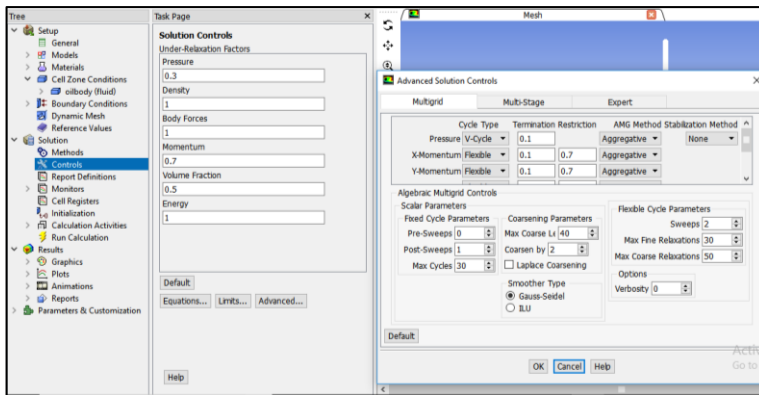 Tree
Setup
General
Models
Materials
Cell Zone Conditions
oilbody (fluid)
Boundary Conditions
Dynamic Mesh
Reference Values
Solution
Methods
Controls
Report Definitions
Monitors
Cell Registers
Initialization
Calculation Activities
Run Calculation
Results
Graphics
Plots
Animations
Reports
Parameters & Customization
Task Page
Solution Controls
Under-Relaxation Factors
Pressure
0.3
Density
1
Body Forces
1
Momentum
0.7
Volume Fraction
0.5
Energy
1
Default
Equations... Limits... Advanced...
Help
Mesh
Advanced Solution Controls
Multigrid Multi-Stage Expert
Cycle Type Termination Restriction AMG Method Stabilization Method
Pressure V-Cycle 0.1 Aggregative None
X-Momentum Flexible 0.1 0.7 Aggregative
Y-Momentum Flexible 0.1 0.7 Aggregative
Algebraic Multigrid Controls
Scalar Parameters
Fixed Cycle Parameters
Pre-Sweeps 0
Post-Sweeps 1
Max Cycles 30
Coarsening Parameters
Max Coarse Le 40
Coarsen by 2
Laplace Coarsening
Smoother Type
Gauss-Seidel
ILU
Flexible Cycle Parameters
Sweeps 2
Max Fine Relaxations 30
Max Coarse Relaxations 50
Options
Verbosity 0
Default
OK Cancel Help
Activ
Go to